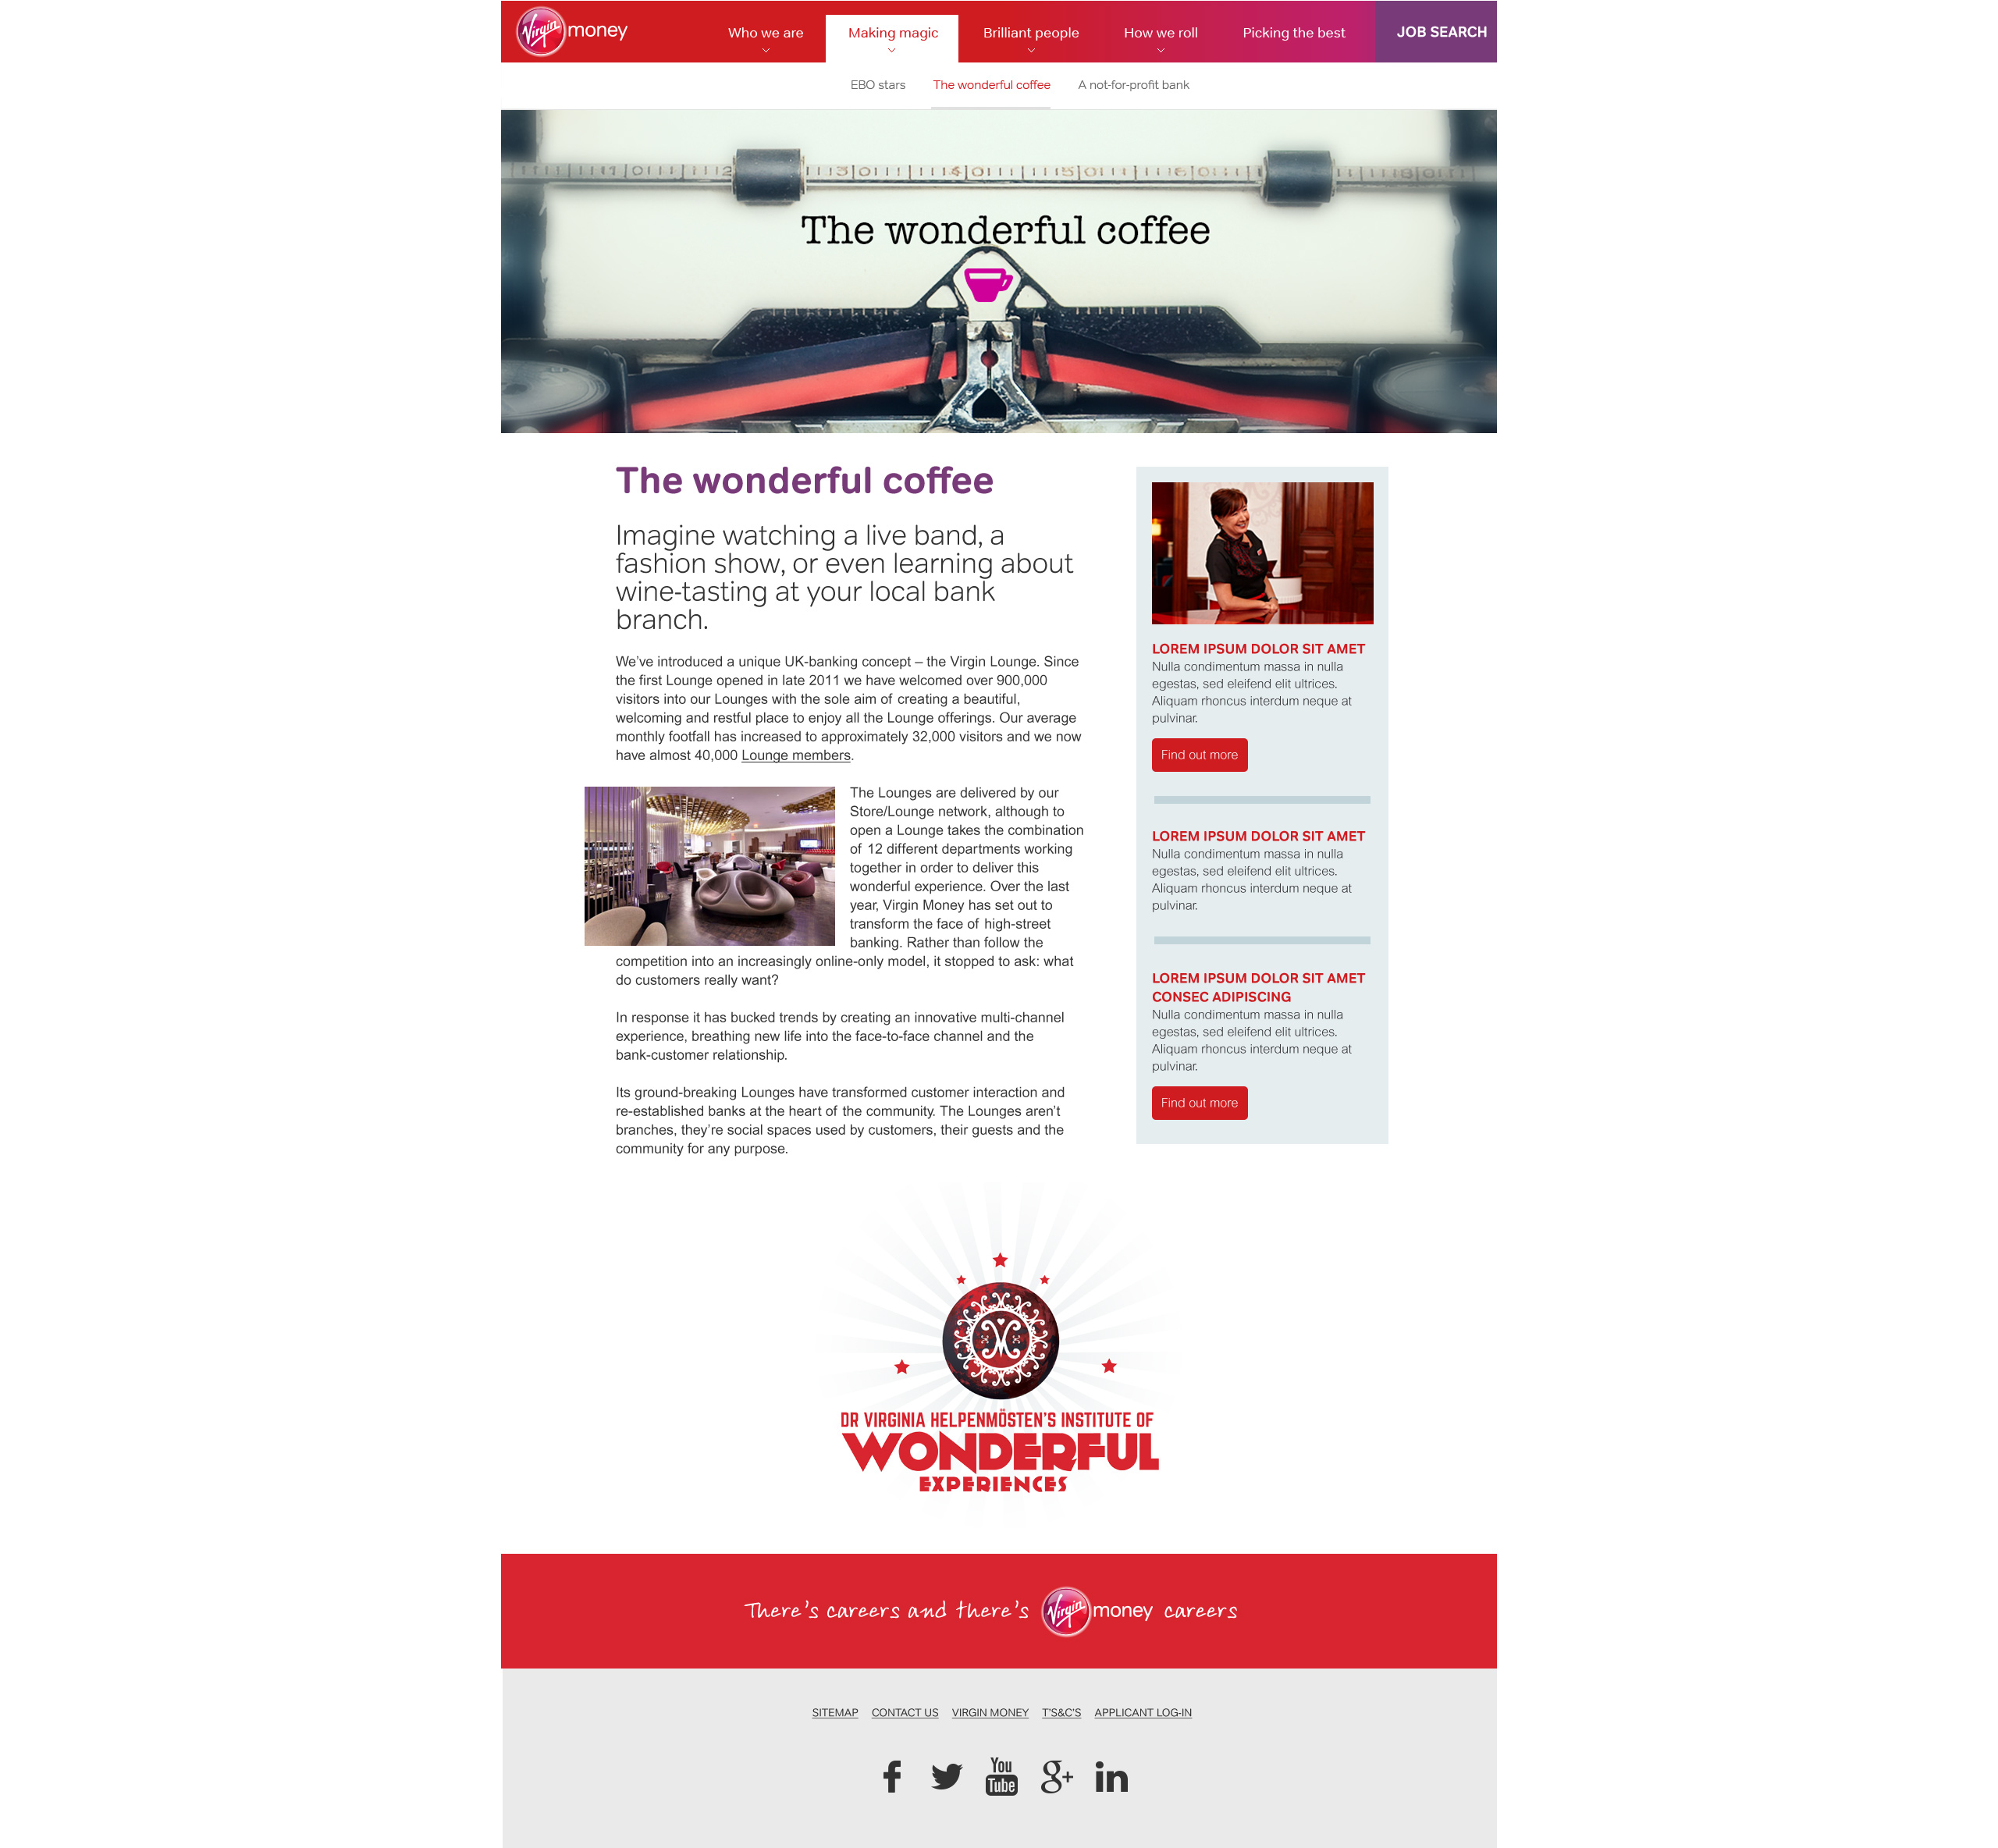 Virgin money
Who we are
Making magic
Brilliant people
How we roll
Picking the best
JOB SEARCH
EBO stars
The wonderful coffee
A not-for-profit bank
The wonderful coffee
The wonderful coffee
Imagine watching a live band, a
fashion show, or even learning about
wine-tasting at your local bank
branch.
We’ve introduced a unique UK-banking concept – the Virgin Lounge. Since
the first Lounge opened in late 2011 we have welcomed over 900,000
visitors into our Lounges with the sole aim of creating a beautiful,
welcoming and restful place to enjoy all the Lounge offerings. Our average
monthly footfall has increased to approximately 32,000 visitors and we now
have almost 40,000 Lounge members.
The Lounges are delivered by our
Store/Lounge network, although to
open a Lounge takes the combination
of 12 different departments working
together in order to deliver this
wonderful experience. Over the last
year, Virgin Money has set out to
transform the face of high-street
banking. Rather than follow the
competition into an increasingly online-only model, it stopped to ask: what
do customers really want?
In response it has bucked trends by creating an innovative multi-channel
experience, breathing new life into the face-to-face channel and the
bank-customer relationship.
Its ground-breaking Lounges have transformed customer interaction and
re-established banks at the heart of the community. The Lounges aren’t
branches, they’re social spaces used by customers, their guests and the
community for any purpose.
LOREM IPSUM DOLOR SIT AMET
Nulla condimentum massa in nulla
egestas, sed eleifend elit ultrices.
Aliquam rhoncus interdum neque at
pulvinar.
Find out more
LOREM IPSUM DOLOR SIT AMET
Nulla condimentum massa in nulla
egestas, sed eleifend elit ultrices.
Aliquam rhoncus interdum neque at
pulvinar.
LOREM IPSUM DOLOR SIT AMET
CONSEC ADIPISCING
Nulla condimentum massa in nulla
egestas, sed eleifend elit ultrices.
Aliquam rhoncus interdum neque at
pulvinar.
Find out more
DR VIRGINIA HELPENMÖSTEN’S INSTITUTE OF
WONDERFUL
EXPERIENCES
There’s careers and there’s Virgin money careers
SITEMAP CONTACT US VIRGIN MONEY T’S&C’S APPLICANT LOG-IN
f You Tube g+ in